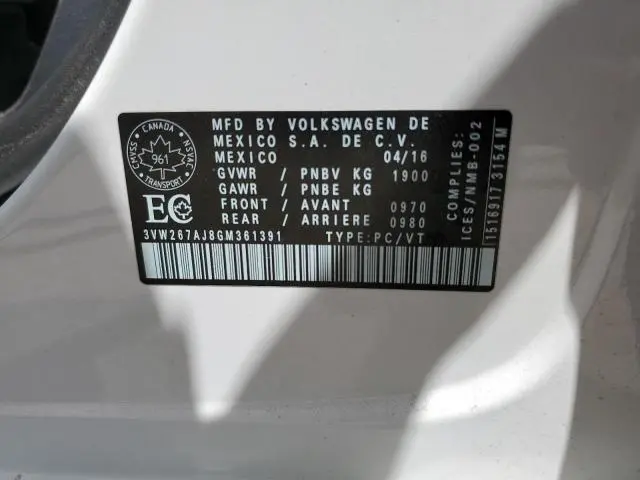 CANADA
CMVSS NSVAC
961
TRANSPORT
EC
MFD BY VOLKSWAGEN DE
MEXICO S.A. DE C.V.
MEXICO 04/16
GVWR / PNBV KG 1900
GAWR / PNBE KG
FRONT / AVANT 0970
REAR / ARRIERE 0980
3VW267AJ8GM361391 TYPE:PC/VT
COMPLIES:
ICES/NMB-002
1516917 3154M